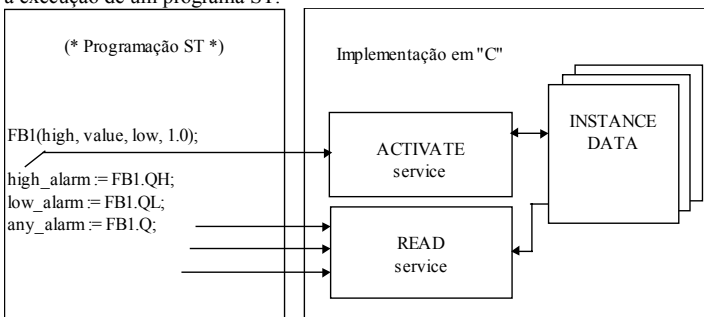 a execução de um programa ST:
(* Programação ST *)
FB1(high, value, low, 1.0);
high_alarm := FB1.QH;
low_alarm := FB1.QL;
any_alarm := FB1.Q;
Implementação em "C"
ACTIVATE
service
READ
service
INSTANCE
DATA